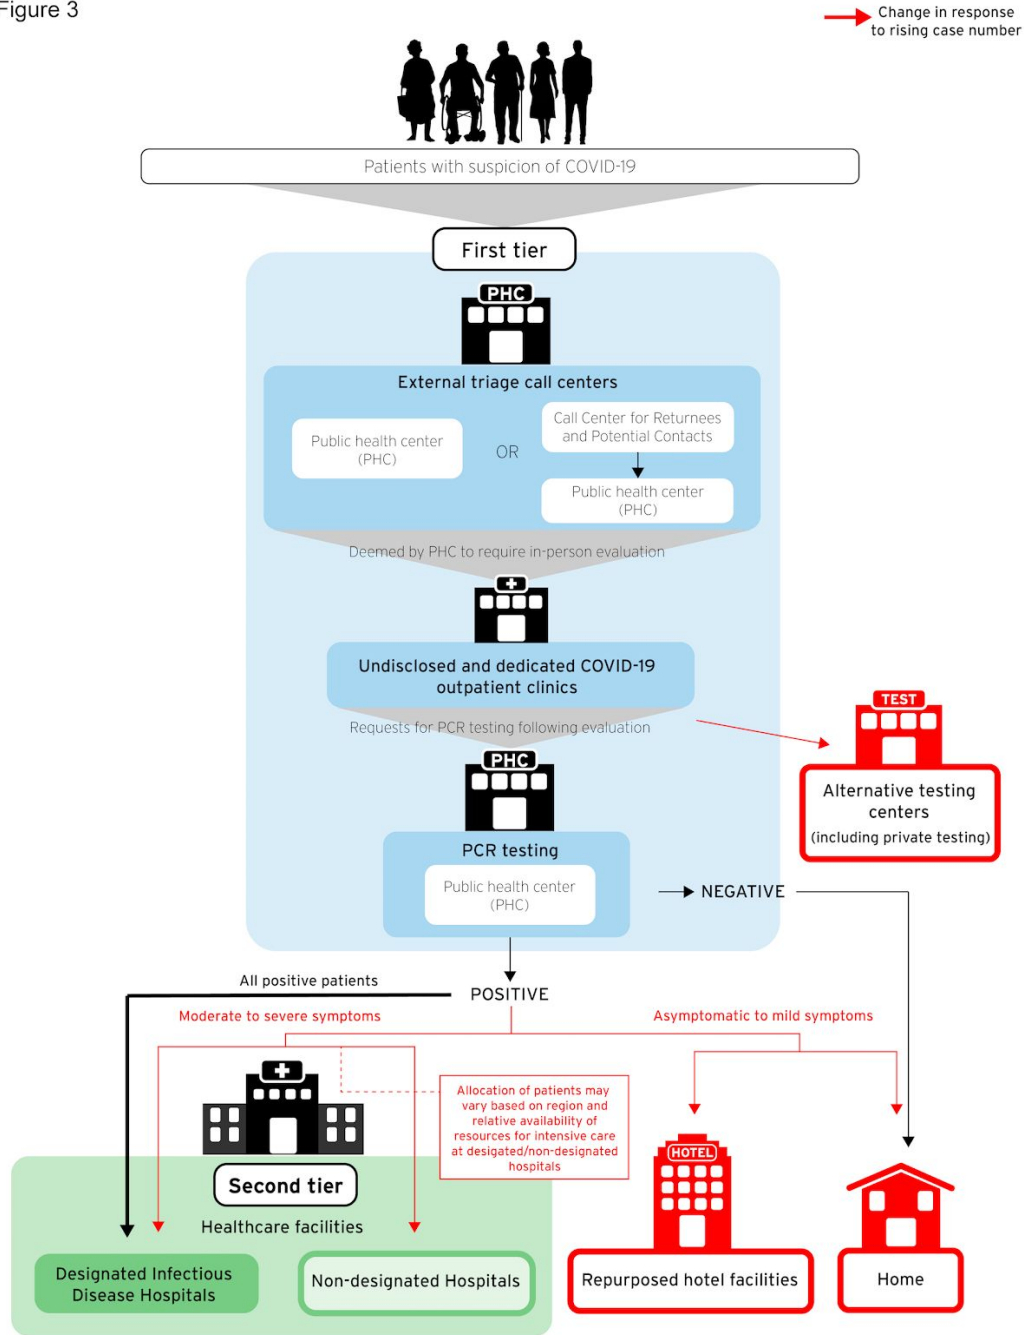 Figure 3
Change in response
to rising case number
Patients with suspicion of COVID-19
First tier
PHC
External triage call centers
Public health center
(PHC)
OR
Call Center for Returnees
and Potential Contacts
Public health center
(PHC)
Deemed by PHC to require in-person evaluation
Undisclosed and dedicated COVID-19
outpatient clinics
Requests for PCR testing following evaluation
TEST
Alternative testing
centers
(including private testing)
PHC
PCR testing
Public health center
(PHC)
NEGATIVE
All positive patients
POSITIVE
Moderate to severe symptoms
Asymptomatic to mild symptoms
Allocation of patients may
vary based on region and
relative availability of
resources for intensive care
at desigated/non-designated
hospitals
HOTEL
Second tier
Healthcare facilities
Designated Infectious
Disease Hospitals
Non-designated Hospitals
Repurposed hotel facilities
Home